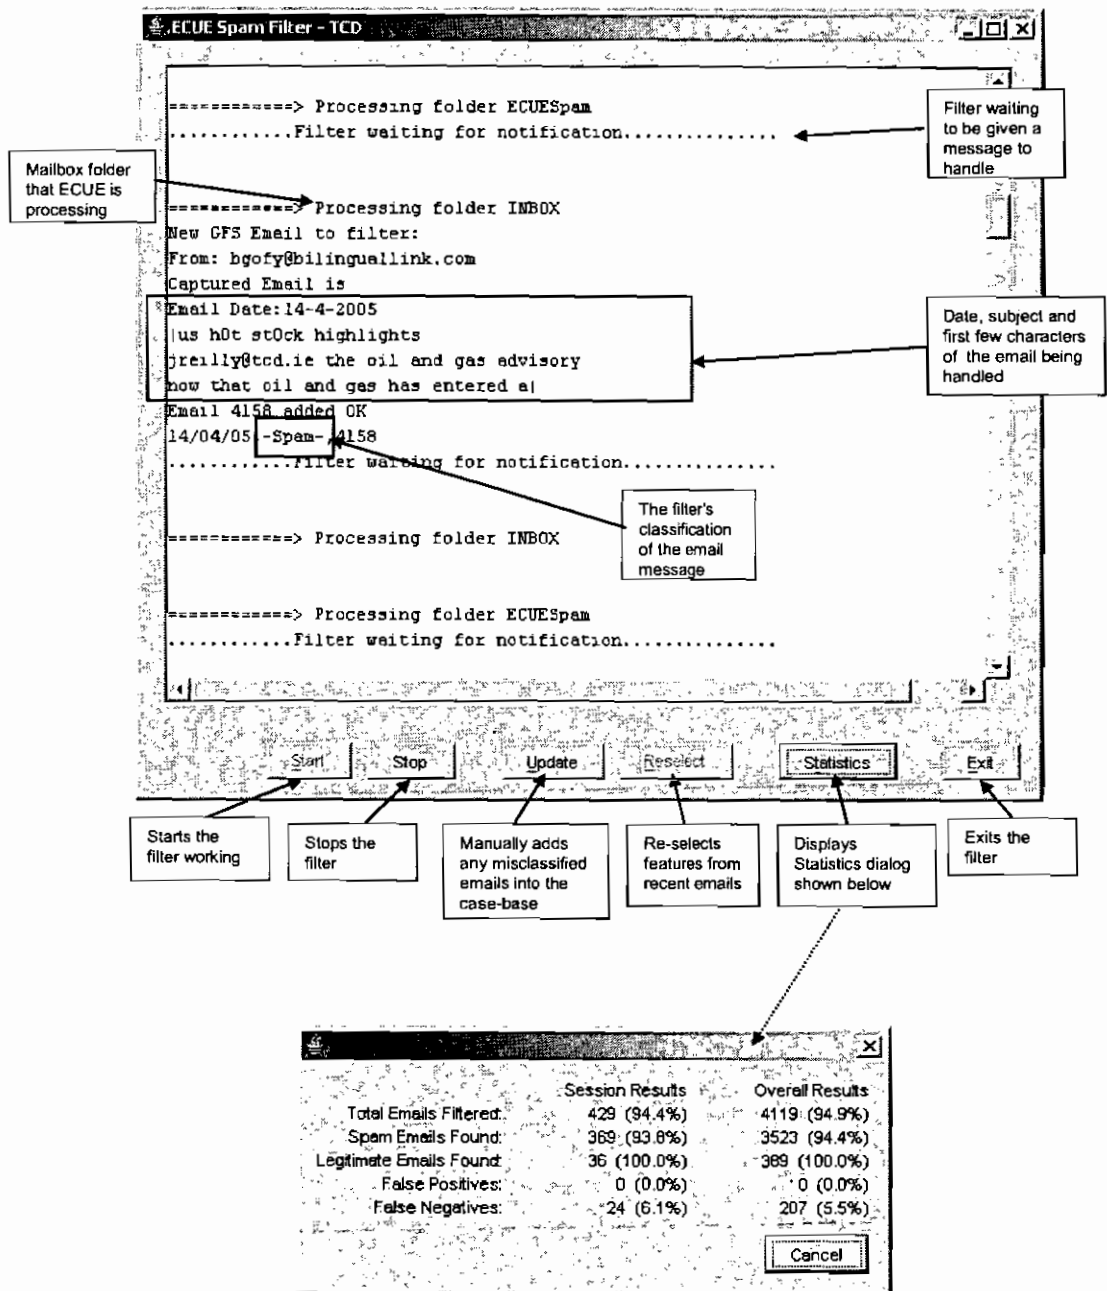 ECUE Spam Filter - TCD
============> Processing folder ECUESpam
............Filter waiting for notification...............
Filter waiting
to be given a
message to
handle
Mailbox folder
that ECUE is
processing
============> Processing folder INBOX
New GFS Email to filter:
From: bgofy@bilinguallink.com
Captured Email is
Email Date:14-4-2005
|us h0t st0ck highlights
jreilly@tcd.ie the oil and gas advisory
now that oil and gas has entered a|
Date, subject and
first few characters
of the email being
handled
Email 4158 added OK
14/04/05 -Spam- 4158
............Filter waiting for notification...............
The filter's
classification
of the email
message
============> Processing folder INBOX
============> Processing folder ECUESpam
............Filter waiting for notification...............
Start Stop Update Reselect Statistics Exit
Starts the
filter working
Stops the
filter
Manually adds
any misclassified
emails into the
case-base
Re-selects
features from
recent emails
Displays
Statistics dialog
shown below
Exits the
filter
Session Results Overall Results
Total Emails Filtered: 429 (94.4%) 4119 (94.9%)
Spam Emails Found: 369 (93.8%) 3523 (94.4%)
Legitimate Emails Found: 36 (100.0%) 389 (100.0%)
False Positives: 0 (0.0%) 0 (0.0%)
False Negatives: 24 (6.1%) 207 (5.5%)
Cancel